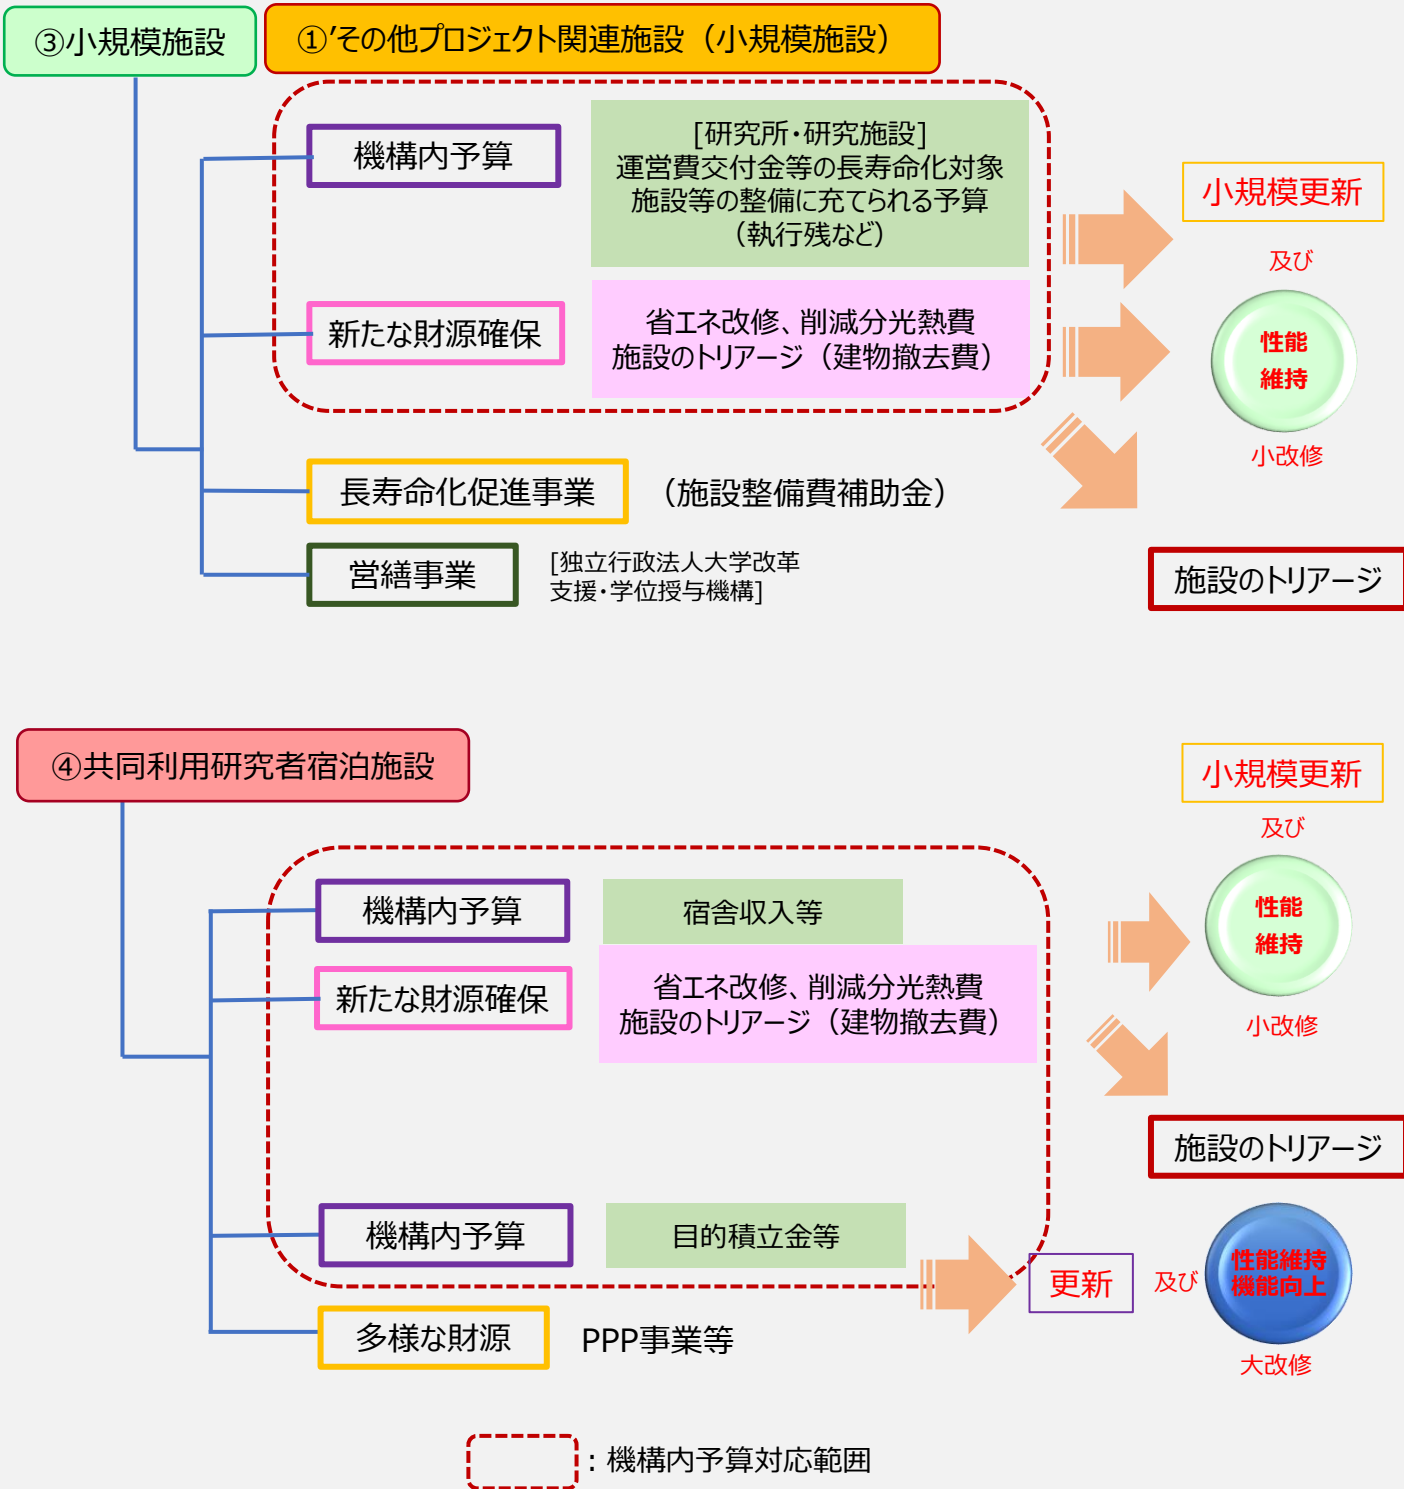 ③小規模施設
①’その他プロジェクト関連施設（小規模施設）
機構内予算
[研究所・研究施設]
運営費交付金等の長寿命化対象
施設等の整備に充てられる予算
（執行残など）
小規模更新
及び
性能
維持
小改修
新たな財源確保
省エネ改修、削減分光熱費
施設のトリアージ（建物撤去費）
長寿命化促進事業
（施設整備費補助金）
営繕事業
[独立行政法人大学改革
支援・学位授与機構]
施設のトリアージ
④共同利用研究者宿泊施設
小規模更新
及び
性能
維持
小改修
機構内予算
宿舎収入等
新たな財源確保
省エネ改修、削減分光熱費
施設のトリアージ（建物撤去費）
施設のトリアージ
機構内予算
目的積立金等
更新
及び
性能維持
機能向上
大改修
多様な財源
PPP事業等
：機構内予算対応範囲